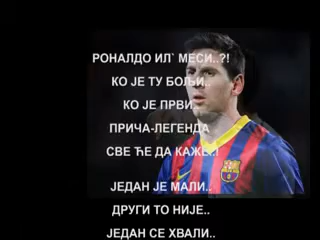 РОНАЛДО ИЛ` МЕСИ..?!
КО ЈЕ ТУ БОЉИ..
КО ЈЕ ПРВИ..
ПРИЧА-ЛЕГЕНДА
СВЕ ЋЕ ДА КАЖЕ..!
ЈЕДАН ЈЕ МАЛИ..
ДРУГИ ТО НИЈЕ..
ЈЕДАН СЕ ХВАЛИ..